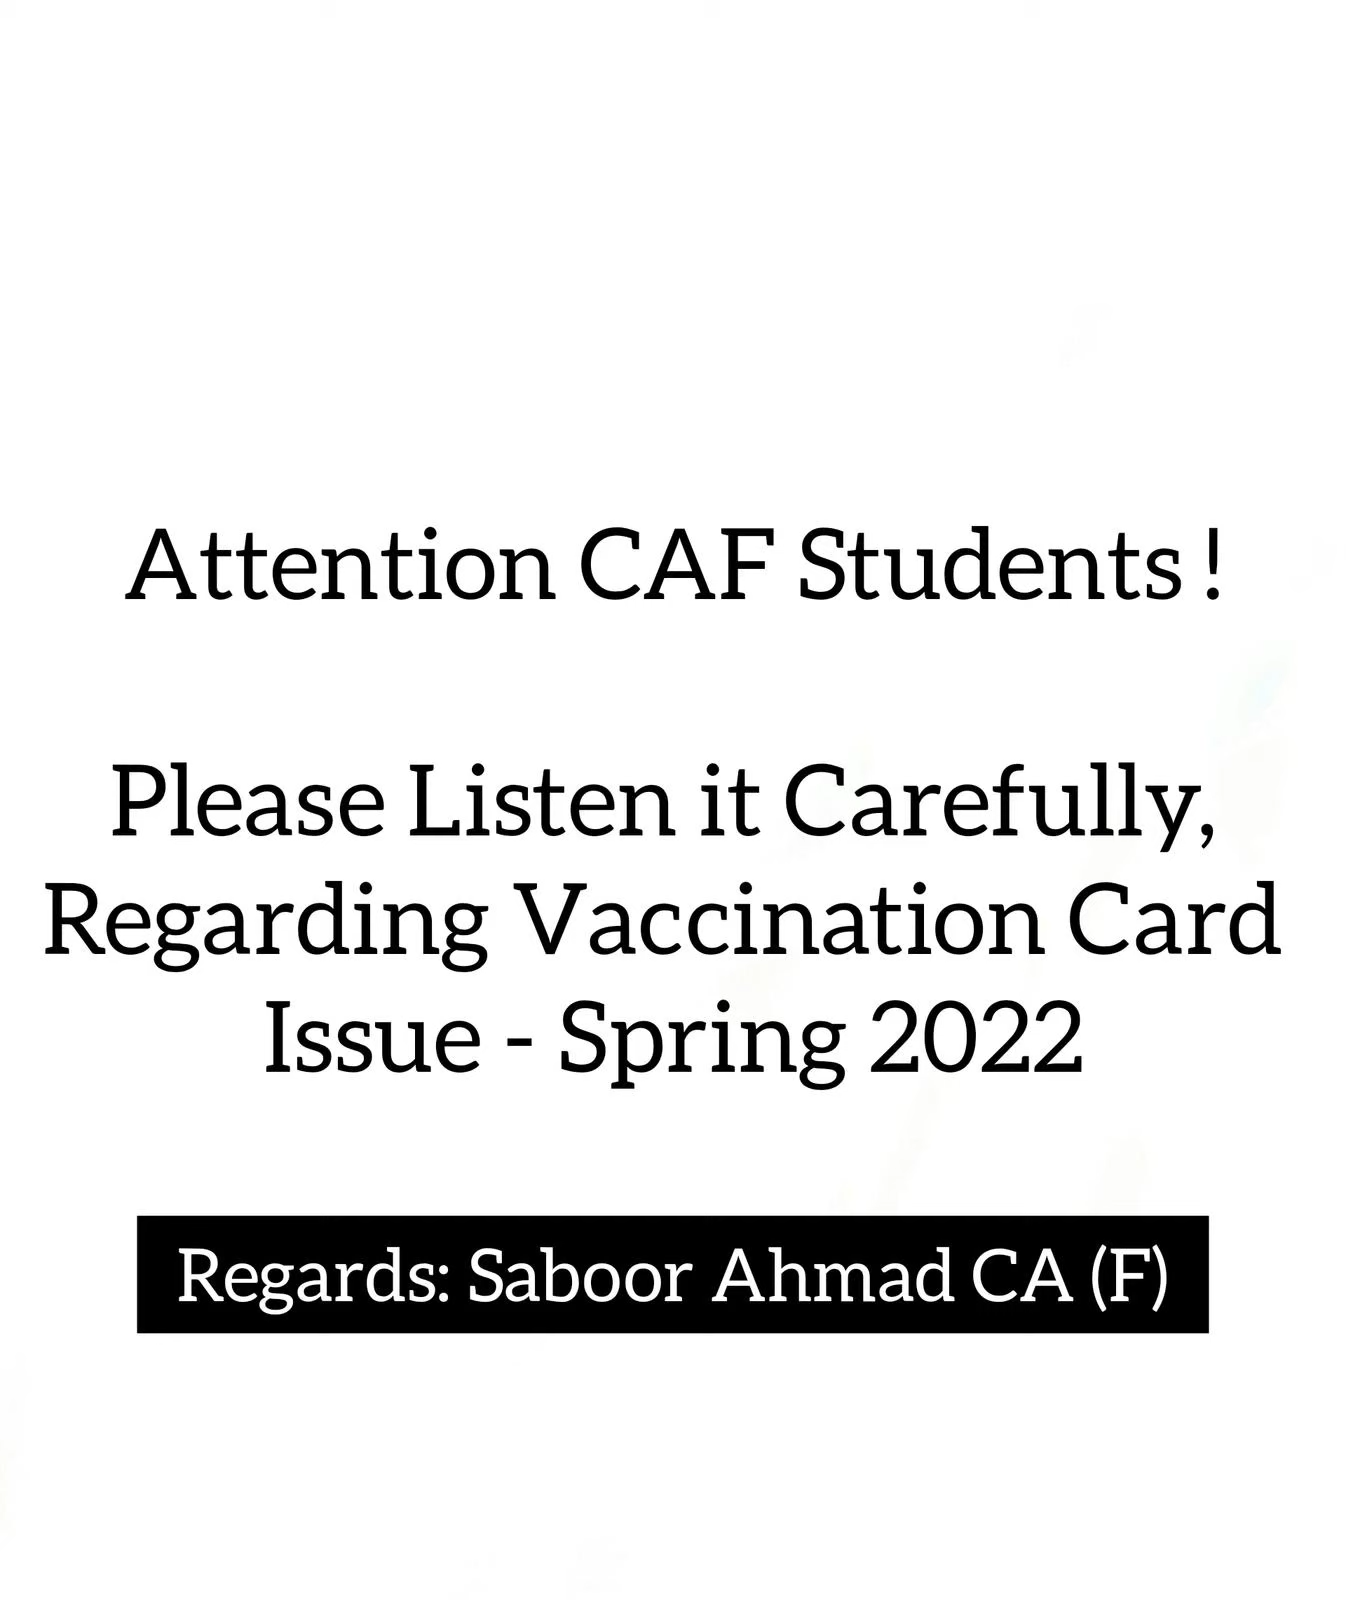 Attention CAF Students !
Please Listen it Carefully,
Regarding Vaccination Card
Issue - Spring 2022
Regards: Saboor Ahmad CA (F)